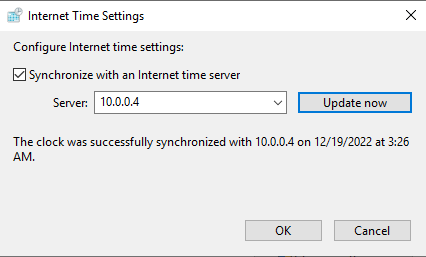 Internet Time Settings
Configure Internet time settings:
Synchronize with an Internet time server
Server: 10.0.0.4 Update now
The clock was successfully synchronized with 10.0.0.4 on 12/19/2022 at 3:26
AM.
OK Cancel